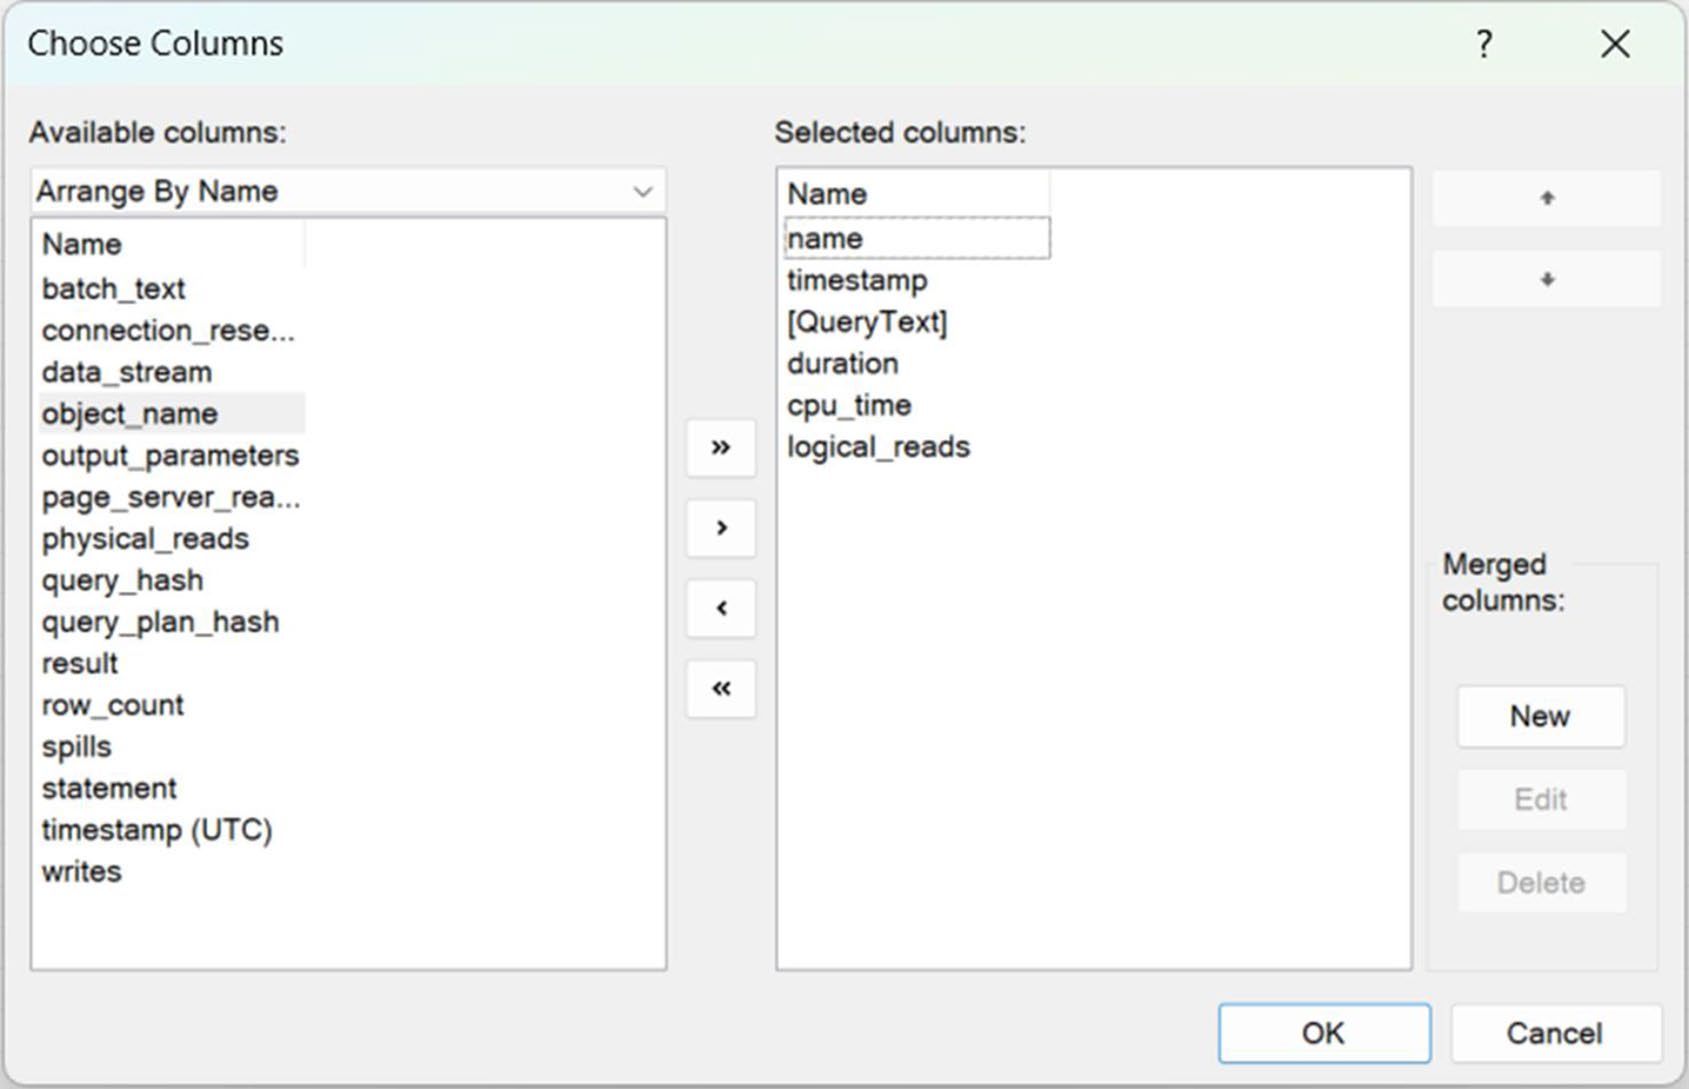 Choose Columns
?
Available columns:
Arrange By Name
Name
batch_text
connection_rese...
data_stream
object_name
output_parameters
page_server_rea...
physical_reads
query_hash
query_plan_hash
result
row_count
spills
statement
timestamp (UTC)
writes
»
›
‹
«
Selected columns:
Name
name
timestamp
[QueryText]
duration
cpu_time
logical_reads
Merged
columns:
New
Edit
Delete
OK
Cancel